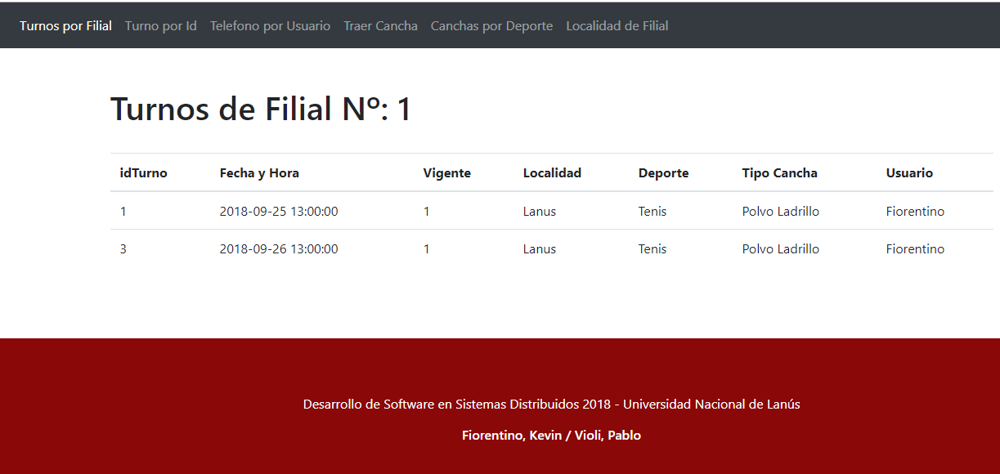 Turnos por Filial Turno por Id Telefono por Usuario Traer Cancha Canchas por Deporte Localidad de Filial
Turnos de Filial Nº: 1
idTurno Fecha y Hora Vigente Localidad Deporte Tipo Cancha Usuario
1 2018-09-25 13:00:00 1 Lanus Tenis Polvo Ladrillo Fiorentino
3 2018-09-26 13:00:00 1 Lanus Tenis Polvo Ladrillo Fiorentino
Desarrollo de Software en Sistemas Distribuidos 2018 - Universidad Nacional de Lanús
Fiorentino, Kevin / Violi, Pablo